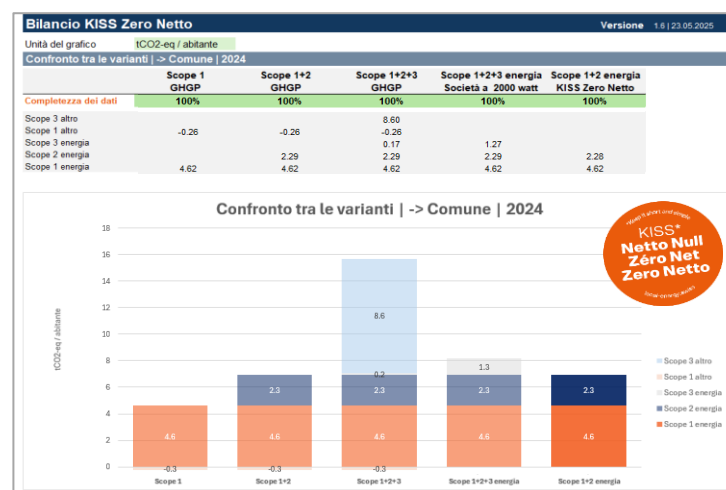 Bilancio KISS Zero Netto Versione 1.6 | 23.05.2025
Unità del grafico tCO2-eq / abitante
Confronto tra le varianti | -> Comune | 2024
Scope 1 Scope 1+2 Scope 1+2+3 Scope 1+2+3 energia Scope 1+2 energia
GHGP GHGP GHGP Società a 2000 watt KISS Zero Netto
Completezza dei dati 100% 100% 100% 100% 100%
Scope 3 altro 8.60
Scope 1 altro -0.26 -0.26 -0.26
Scope 3 energia 0.17 1.27
Scope 2 energia 2.29 2.29 2.29 2.28
Scope 1 energia 4.62 4.62 4.62 4.62 4.62
Confronto tra le varianti | -> Comune | 2024
KISS*
Netto Null
Zéro Net
Zero Netto
tCO2-eq / abitante
18
16
14
12
10
8
6
4
2
0
8.6
0.2
1.3
2.3 2.3 2.3 2.3
4.6 4.6 4.6 4.6 4.6
-0.3 -0.3 -0.3
Scope 1 Scope 1+2 Scope 1+2+3 Scope 1+2+3 energia Scope 1+2 energia
Scope 3 altro
Scope 1 altro
Scope 3 energia
Scope 2 energia
Scope 1 energia